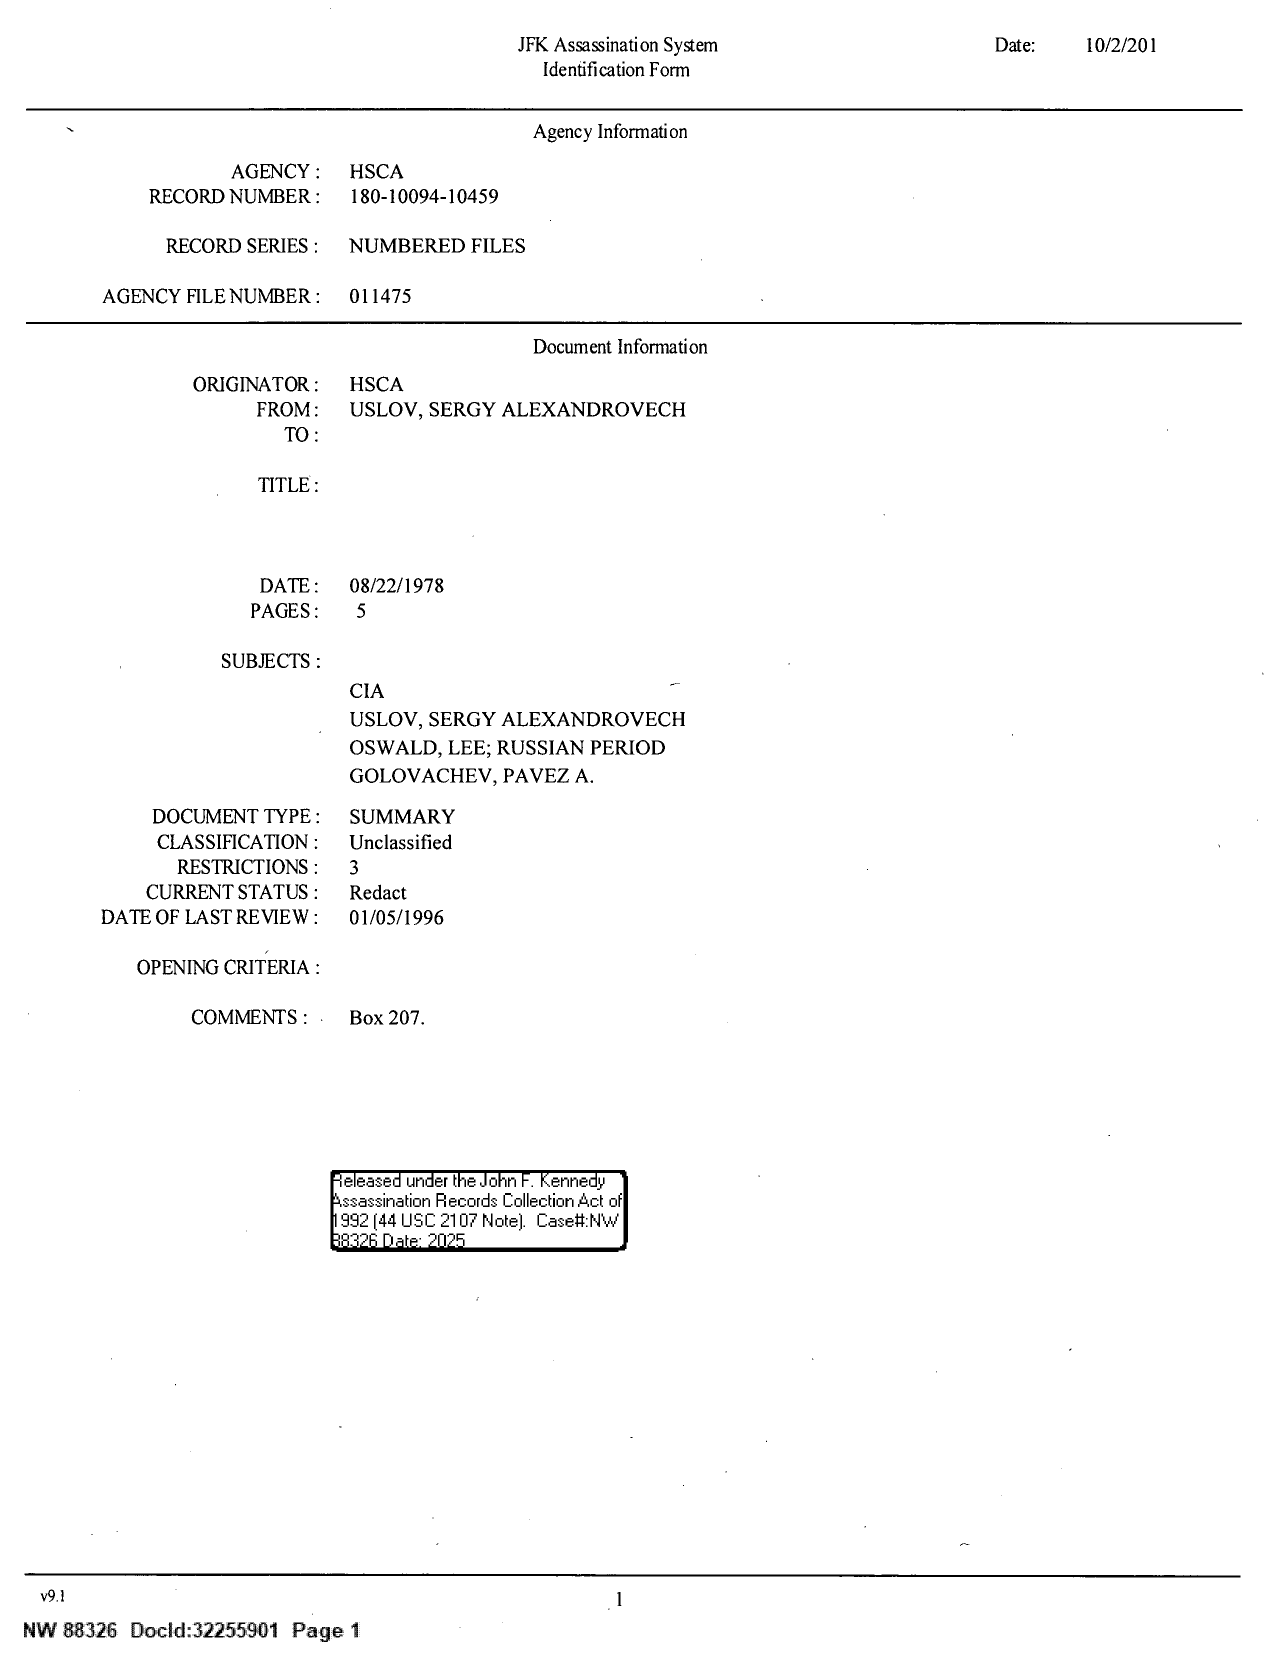 JFK Assassination System
Date: 10/2/201
Identification Form
Agency Information
AGENCY : HSCA
RECORD NUMBER : 180-10094-10459
RECORD SERIES : NUMBERED FILES
AGENCY FILE NUMBER : 011475
Document Information
ORIGINATOR : HSCA
FROM : USLOV, SERGY ALEXANDROVECH
TO :
TITLE :
DATE : 08/22/1978
PAGES : 5
SUBJECTS :
CIA
USLOV, SERGY ALEXANDROVECH
OSWALD, LEE; RUSSIAN PERIOD
GOLOVACHEV, PAVEZ A.
DOCUMENT TYPE : SUMMARY
CLASSIFICATION : Unclassified
RESTRICTIONS : 3
CURRENT STATUS : Redact
DATE OF LAST REVIEW : 01/05/1996
OPENING CRITERIA :
COMMENTS : Box 207.
Released under the John F. Kennedy
Assassination Records Collection Act of
1992 (44 USC 2107 Note). Case#:NW
88326 Date: 2025
v9.1
1
NW 88326 DocId:32255901 Page 1